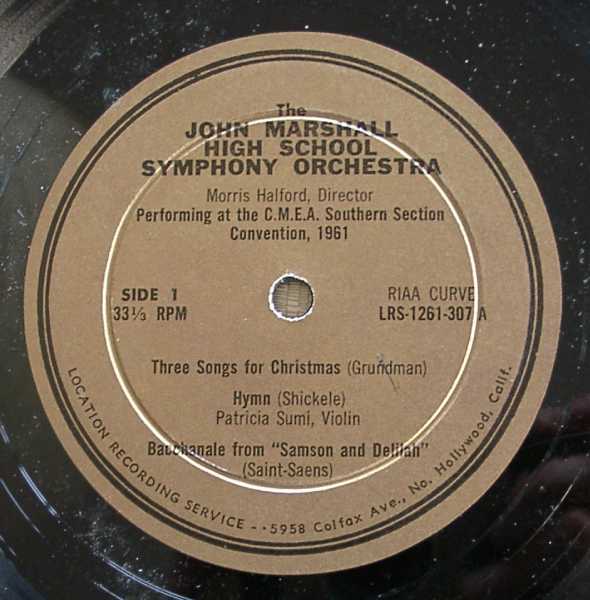 The
JOHN MARSHALL
HIGH SCHOOL
SYMPHONY ORCHESTRA
Morris Halford, Director
Performing at the C.M.E.A. Southern Section
Convention, 1961
SIDE 1
33⅓ RPM
RIAA CURVE
LRS-1261-307 A
Three Songs for Christmas (Grundman)
Hymn (Shickele)
Patricia Sumi, Violin
Bacchanale from "Samson and Delilah"
(Saint-Saens)
LOCATION RECORDING SERVICE -··5958 Colfax Ave., No. Hollywood, Calif.